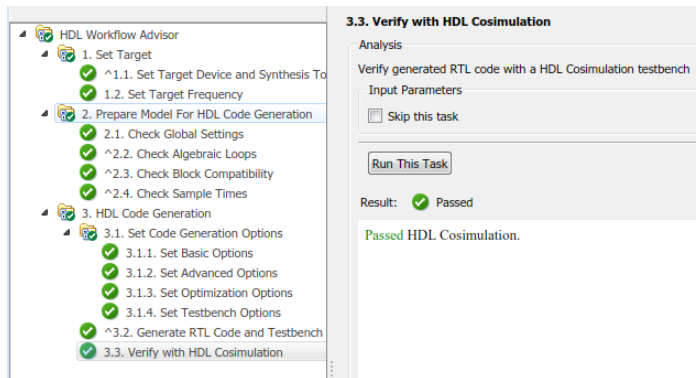 HDL Workflow Advisor
1. Set Target
^1.1. Set Target Device and Synthesis To
1.2. Set Target Frequency
2. Prepare Model For HDL Code Generation
2.1. Check Global Settings
^2.2. Check Algebraic Loops
^2.3. Check Block Compatibility
^2.4. Check Sample Times
3. HDL Code Generation
3.1. Set Code Generation Options
3.1.1. Set Basic Options
3.1.2. Set Advanced Options
3.1.3. Set Optimization Options
3.1.4. Set Testbench Options
^3.2. Generate RTL Code and Testbench
3.3. Verify with HDL Cosimulation
3.3. Verify with HDL Cosimulation
Analysis
Verify generated RTL code with a HDL Cosimulation testbench
Input Parameters
Skip this task
Run This Task
Result: Passed
Passed HDL Cosimulation.